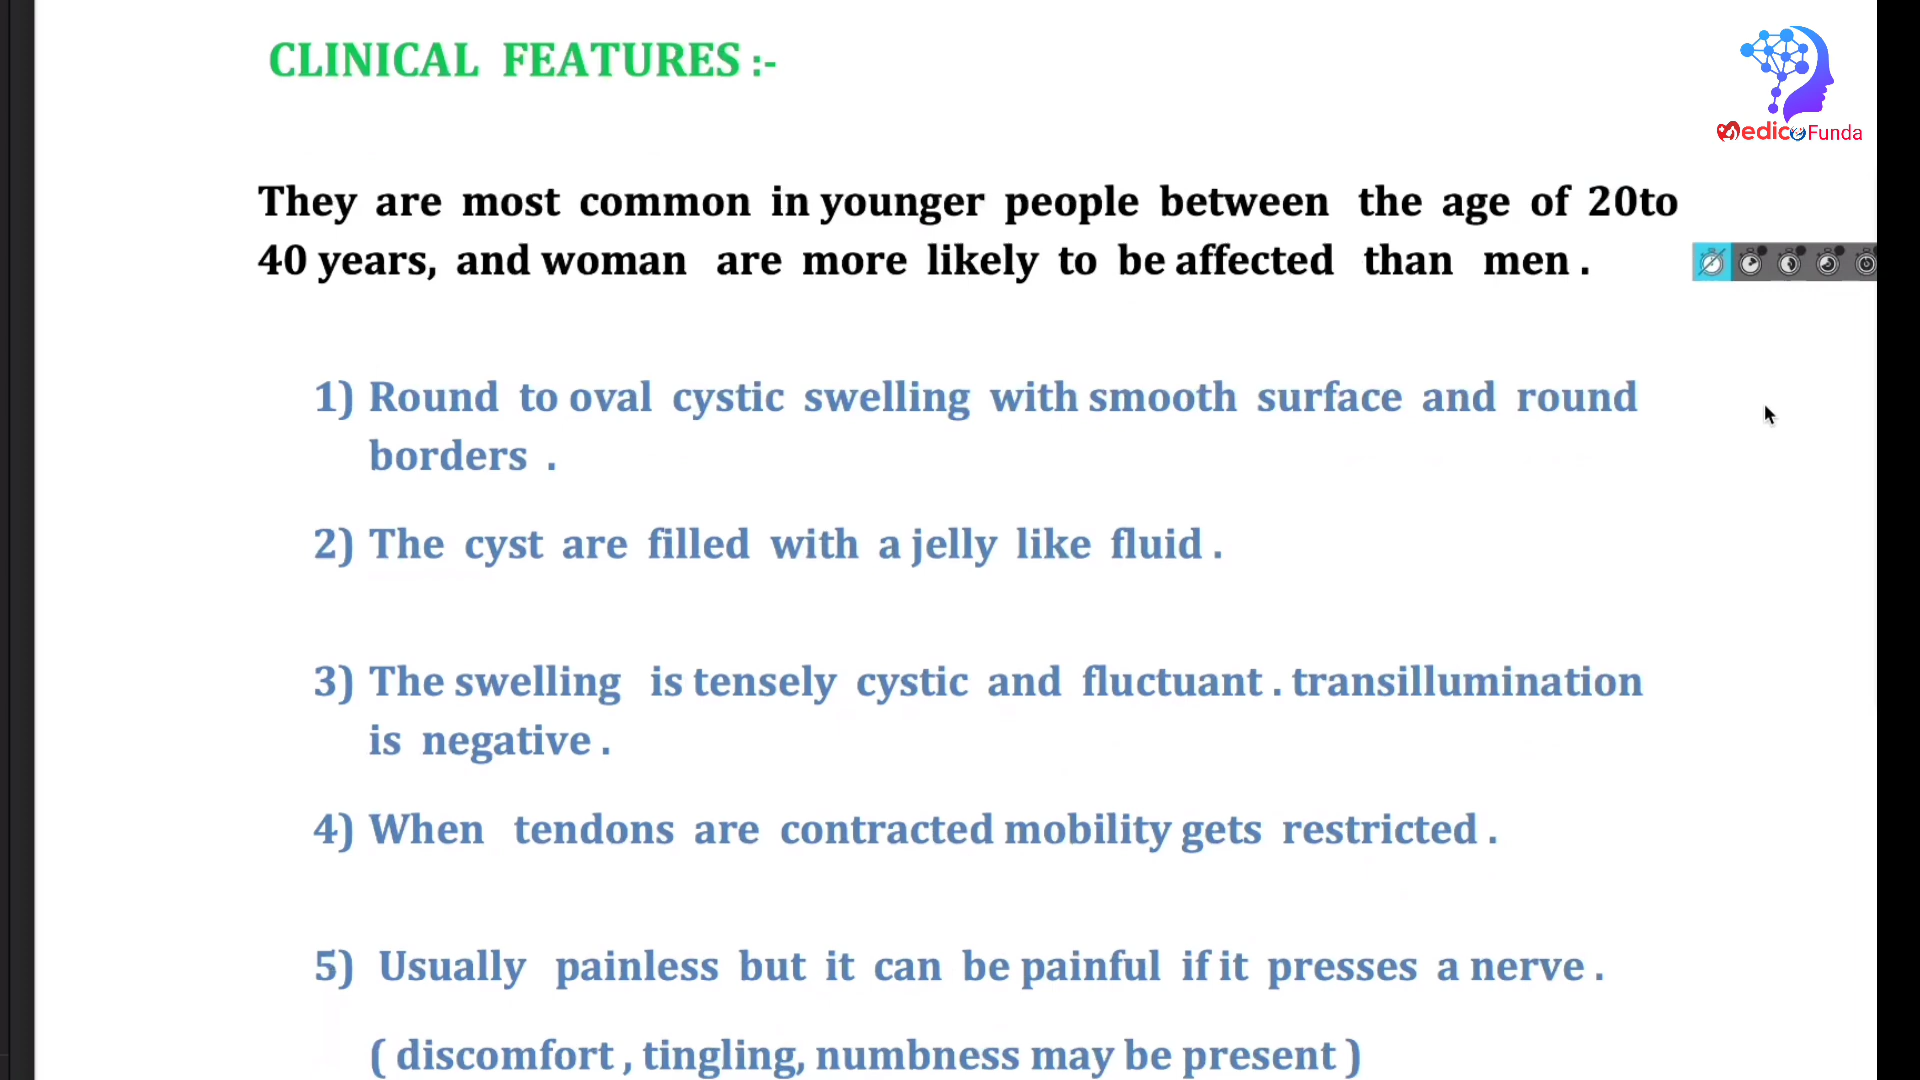 CLINICAL FEATURES :-
MedicoFunda
They are most common in younger people between the age of 20to
40 years, and woman are more likely to be affected than men .
1) Round to oval cystic swelling with smooth surface and round
borders .
2) The cyst are filled with a jelly like fluid .
3) The swelling is tensely cystic and fluctuant . transillumination
is negative .
4) When tendons are contracted mobility gets restricted .
5) Usually painless but it can be painful if it presses a nerve .
( discomfort , tingling, numbness may be present )